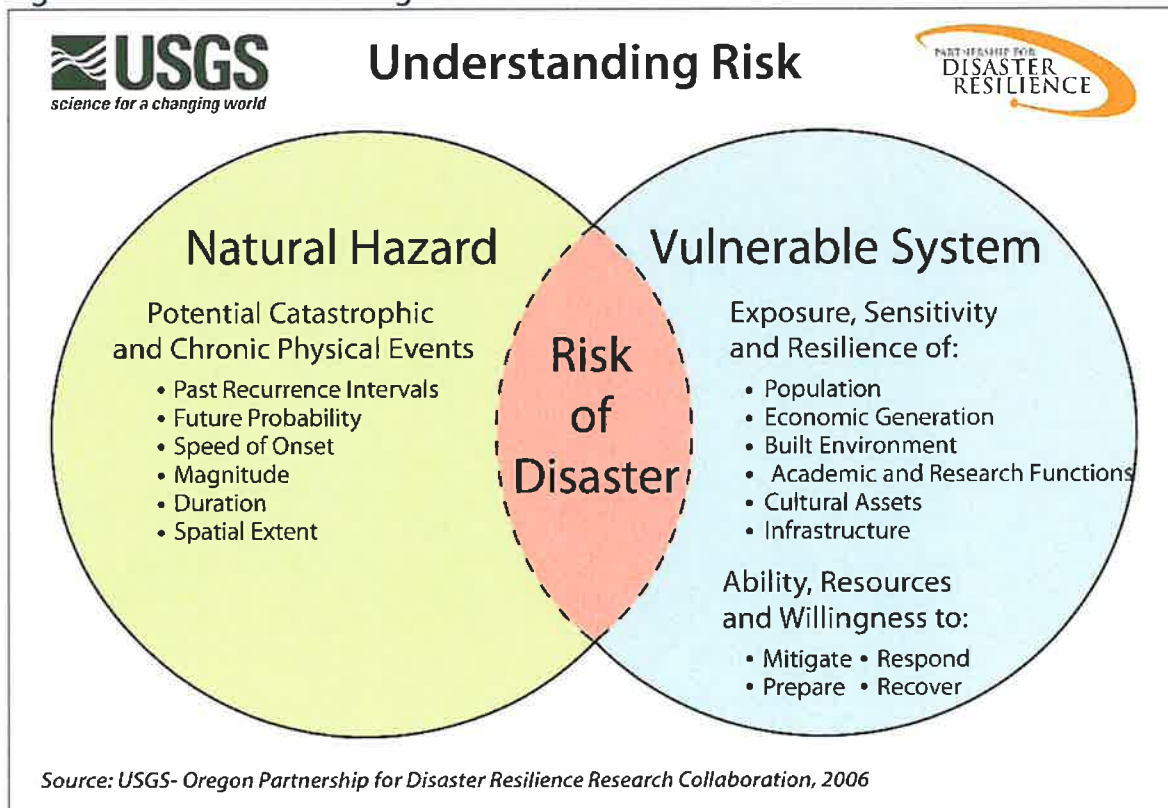 USGS
science for a changing world
Understanding Risk
PARTNERSHIP FOR
DISASTER
RESILIENCE
Natural Hazard
Potential Catastrophic
and Chronic Physical Events
• Past Recurrence Intervals
• Future Probability
• Speed of Onset
• Magnitude
• Duration
• Spatial Extent
Risk
of
Disaster
Vulnerable System
Exposure, Sensitivity
and Resilience of:
• Population
• Economic Generation
• Built Environment
• Academic and Research Functions
• Cultural Assets
• Infrastructure
Ability, Resources
and Willingness to:
• Mitigate • Respond
• Prepare • Recover
Source: USGS- Oregon Partnership for Disaster Resilience Research Collaboration, 2006